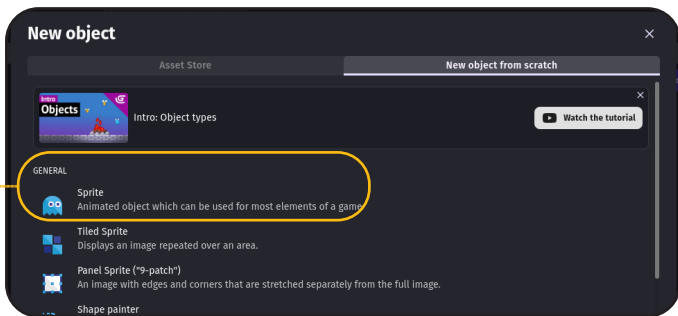 New object
Asset Store
New object from scratch
Intro
Objects
Intro: Object types
Watch the tutorial
GENERAL
Sprite
Animated object which can be used for most elements of a game
Tiled Sprite
Displays an image repeated over an area.
Panel Sprite ("9-patch")
An image with edges and corners that are stretched separately from the full image.
Shape painter